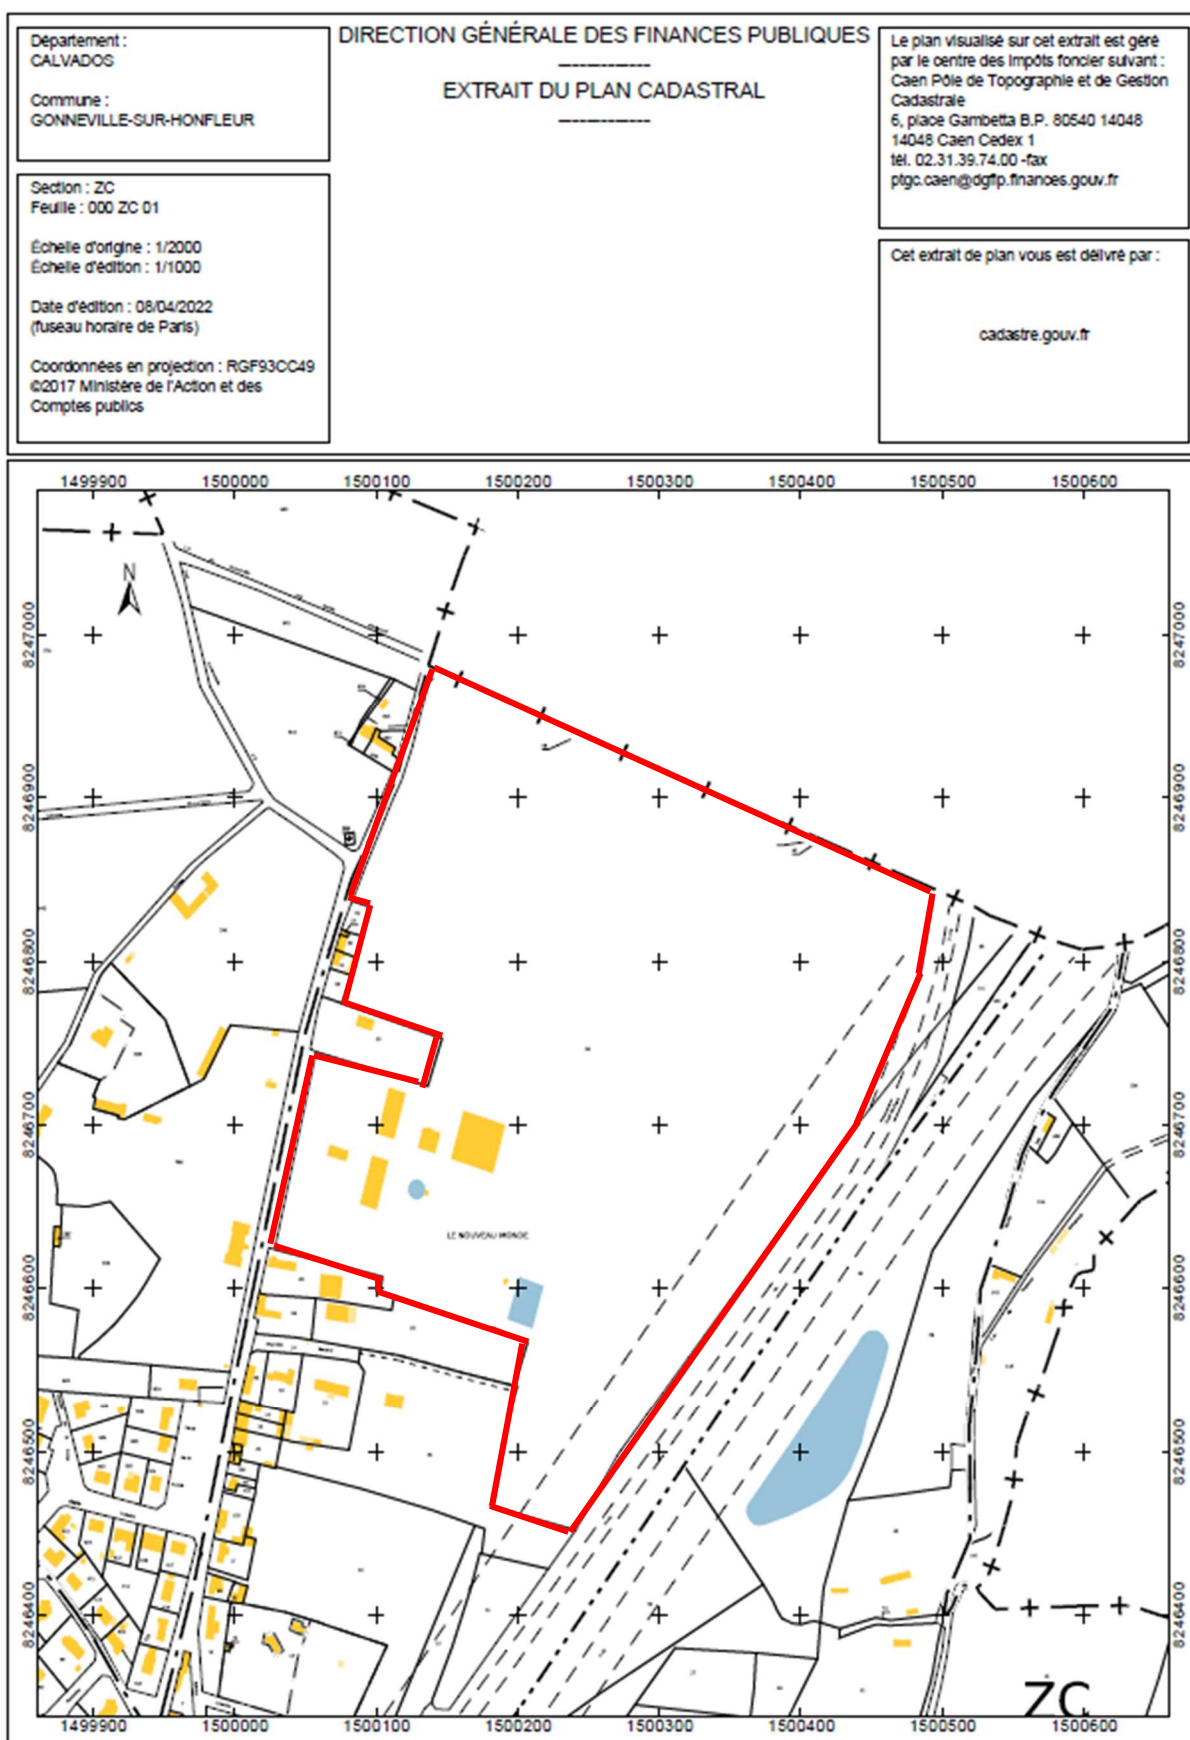 Département :
CALVADOS
Commune :
GONNEVILLE-SUR-HONFLEUR
Section : ZC
Feuille : 000 ZC 01
Échelle d'origine : 1/2000
Échelle d'édition : 1/1000
Date d'édition : 08/04/2022
(fuseau horaire de Paris)
Coordonnées en projection : RGF93CC49
©2017 Ministère de l'Action et des
Comptes publics
DIRECTION GÉNÉRALE DES FINANCES PUBLIQUES
EXTRAIT DU PLAN CADASTRAL
Le plan visualisé sur cet extrait est géré
par le centre des impôts foncier suivant :
Caen Pôle de Topographie et de Gestion
Cadastrale
6, place Gambetta B.P. 80540 14048
14048 Caen Cedex 1
tél. 02.31.39.74.00 -fax
ptgc.caen@dgfip.finances.gouv.fr
Cet extrait de plan vous est délivré par :
cadastre.gouv.fr
1499900 1500000 1500100 1500200 1500300 1500400 1500500 1500600
N
8247000 8247000
8246900 8246900
8246800 8246800
8246700 8246700
LE NOUVEAU MONDE
8246600 8246600
8246500 8246500
8246400 8246400
ZC
1499900 1500000 1500100 1500200 1500300 1500400 1500500 1500600